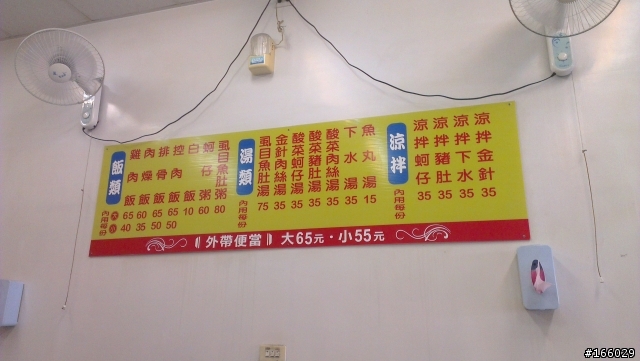 飯類
內用每份
雞肉飯 大65 小40
肉燥飯 60 35
排骨飯 65 50
控肉飯 65 50
白飯 10
蚵仔粥 60
虱目魚肚粥 80
湯類
內用每份
虱目魚肚湯 75
金針肉絲湯 35
酸菜蚵仔湯 35
酸菜豬肚湯 35
酸菜肉絲湯 35
下水湯 35
魚丸湯 15
涼拌
內用每份
涼拌蚵仔 35
涼拌豬肚 35
涼拌下水 35
涼拌金針 35
外帶便當 大65元・小55元
#166029